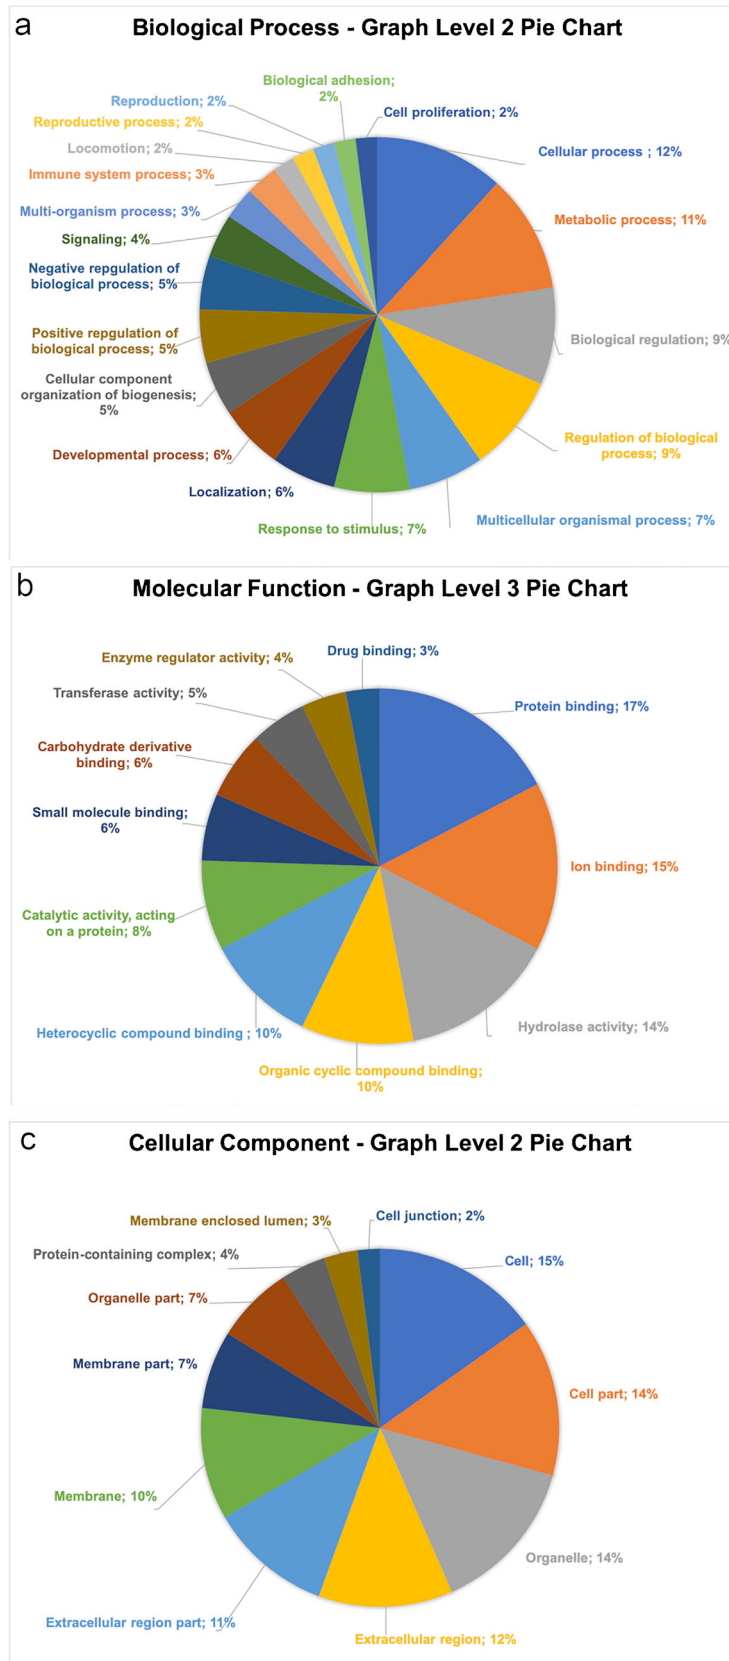 a
Biological Process - Graph Level 2 Pie Chart
Biological adhesion;
2%
Reproduction; 2%
Cell proliferation; 2%
Reproductive process; 2%
Locomotion; 2%
Cellular process ; 12%
Immune system process; 3%
Multi-organism process; 3%
Metabolic process; 11%
Signaling; 4%
Negative repgulation of
biological process; 5%
Positive repgulation of
biological process; 5%
Biological regulation; 9%
Cellular component
organization of biogenesis;
5%
Regulation of biological
process; 9%
Developmental process; 6%
Localization; 6%
Multicellular organismal process; 7%
Response to stimulus; 7%
b
Molecular Function - Graph Level 3 Pie Chart
Drug binding; 3%
Enzyme regulator activity; 4%
Transferase activity; 5%
Protein binding; 17%
Carbohydrate derivative
binding; 6%
Small molecule binding;
6%
Ion binding; 15%
Catalytic activity, acting
on a protein; 8%
Hydrolase activity; 14%
Heterocyclic compound binding ; 10%
Organic cyclic compound binding;
10%
c
Cellular Component - Graph Level 2 Pie Chart
Cell junction; 2%
Membrane enclosed lumen; 3%
Protein-containing complex; 4%
Cell; 15%
Organelle part; 7%
Membrane part; 7%
Cell part; 14%
Membrane; 10%
Organelle; 14%
Extracellular region part; 11%
Extracellular region; 12%